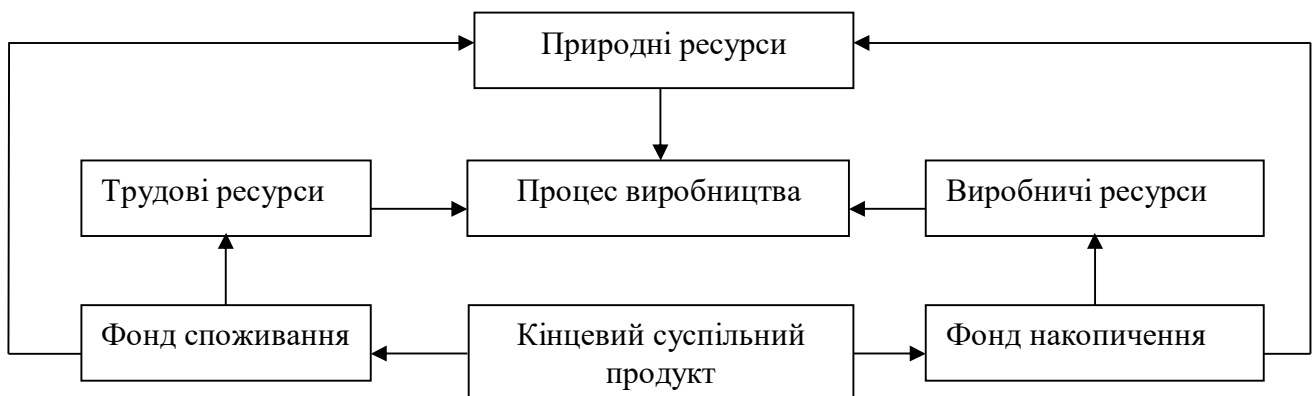 Природні ресурси
Трудові ресурси
Процес виробництва
Виробничі ресурси
Фонд споживання
Кінцевий суспільний
продукт
Фонд накопичення